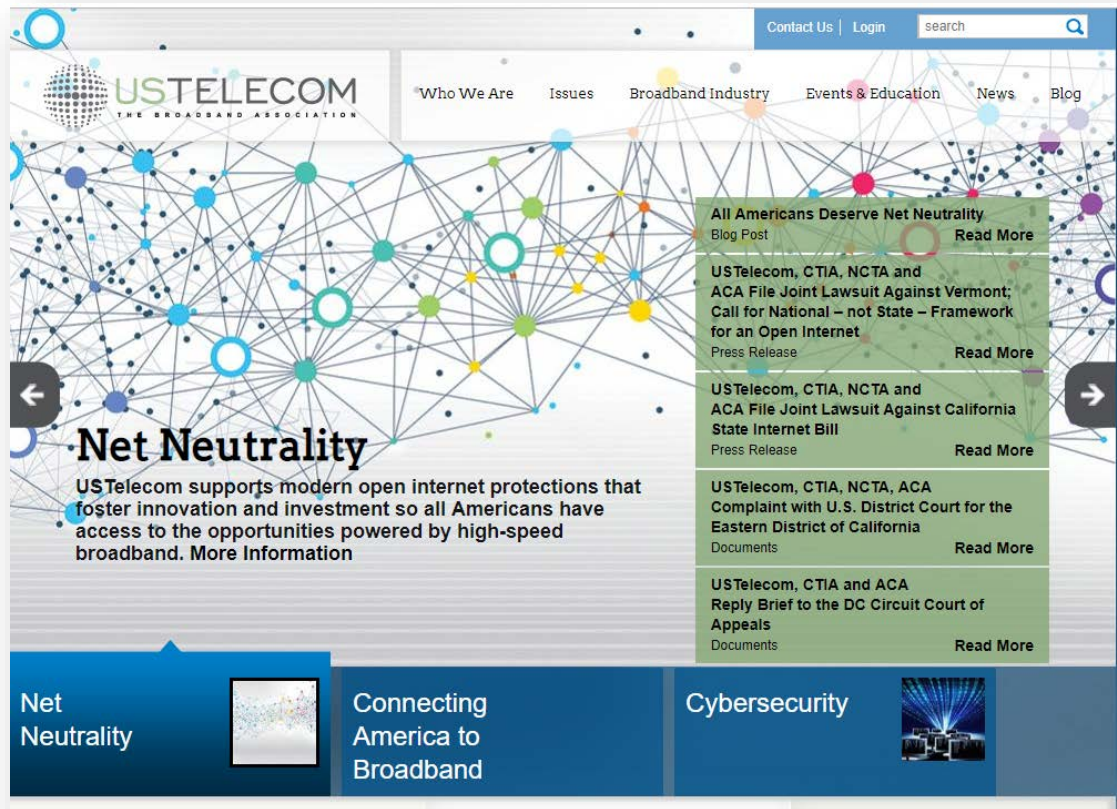 Contact Us | Login search
USTELECOM
THE BROADBAND ASSOCIATION
Who We Are Issues Broadband Industry Events & Education News Blog
All Americans Deserve Net Neutrality
Blog Post Read More
USTelecom, CTIA, NCTA and
ACA File Joint Lawsuit Against Vermont;
Call for National – not State – Framework
for an Open Internet
Press Release Read More
USTelecom, CTIA, NCTA and
ACA File Joint Lawsuit Against California
State Internet Bill
Press Release Read More
USTelecom, CTIA, NCTA, ACA
Complaint with U.S. District Court for the
Eastern District of California
Documents Read More
USTelecom, CTIA and ACA
Reply Brief to the DC Circuit Court of
Appeals
Documents Read More
Net Neutrality
USTelecom supports modern open internet protections that
foster innovation and investment so all Americans have
access to the opportunities powered by high-speed
broadband. More Information
Net
Neutrality
Connecting
America to
Broadband
Cybersecurity